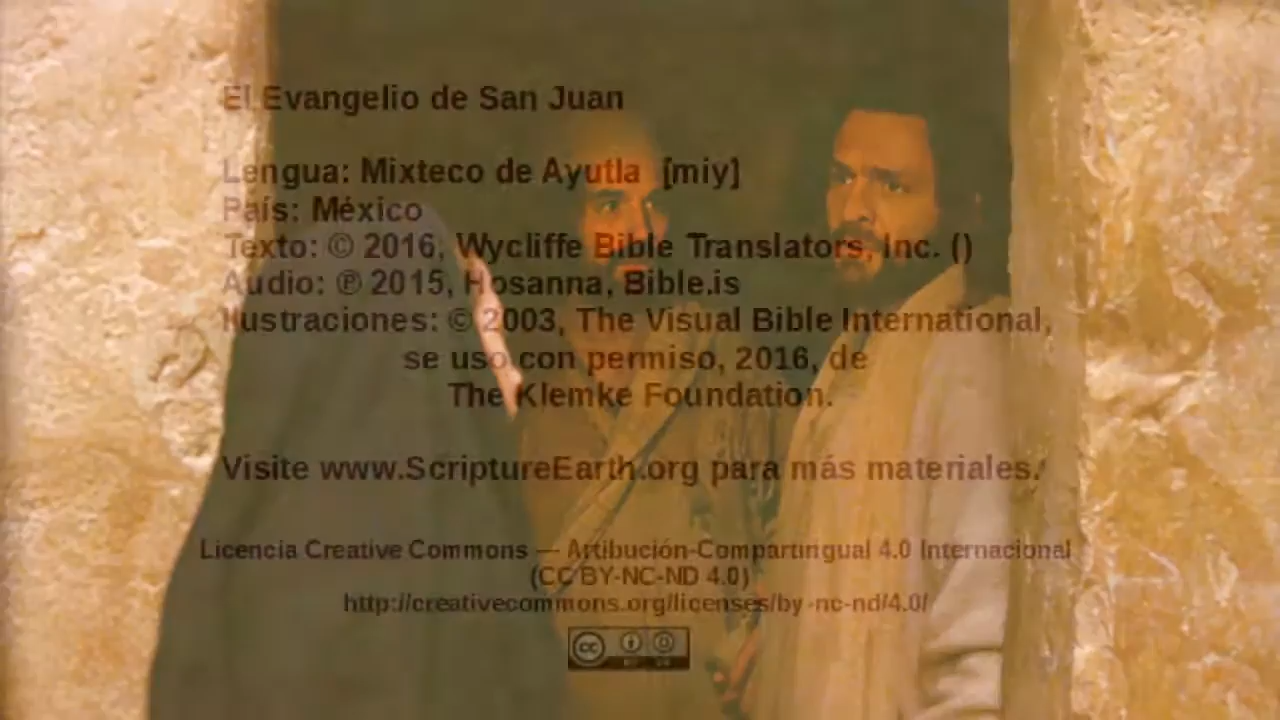 El Evangelio de San Juan
Lengua: Mixteco de Ayutla [miy]
País: México
Texto: © 2016, Wycliffe Bible Translators, Inc. ()
Audio: ℗ 2015, Hosanna, Bible.is
Ilustraciones: © 2003, The Visual Bible International,
se uso con permiso, 2016, de
The Klemke Foundation.
Visite www.ScriptureEarth.org para más materiales.
Licencia Creative Commons — Artibución-Compartingual 4.0 Internacional
(CC BY-NC-ND 4.0)
http://creativecommons.org/licenses/by-nc-nd/4.0/
cc